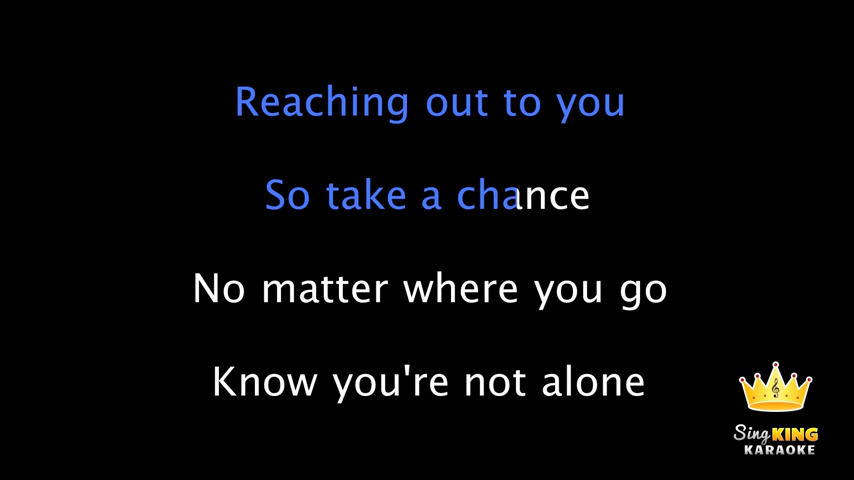 Reaching out to you
So take a chance
No matter where you go
Know you're not alone
Sing KING
KARAOKE